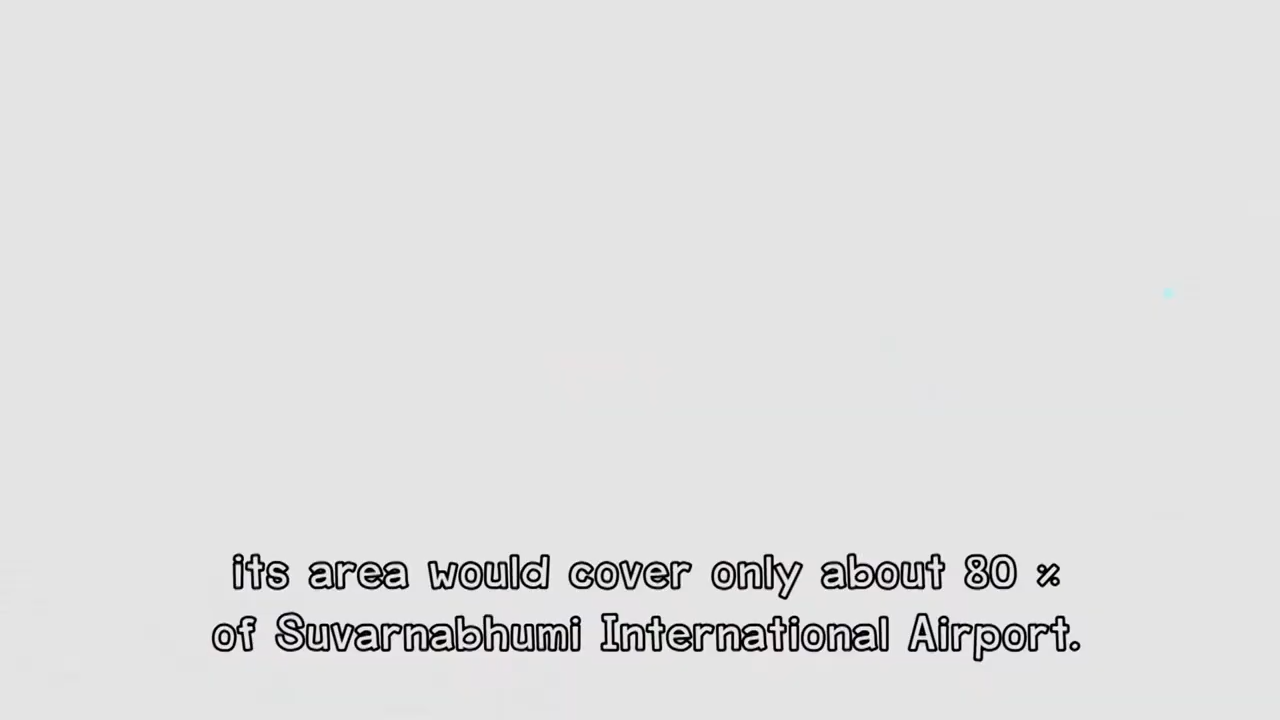 its area would cover only about 80 %
of Suvarnabhumi International Airport.